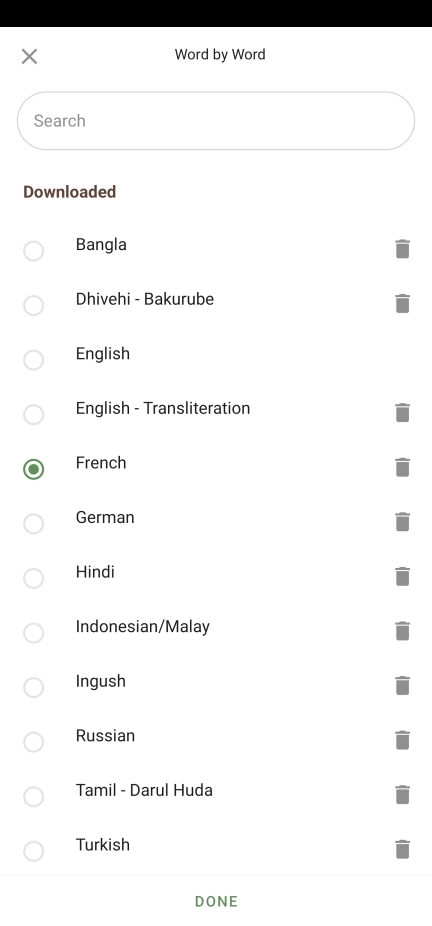 Word by Word
Search
Downloaded
Bangla
Dhivehi - Bakurube
English
English - Transliteration
French
German
Hindi
Indonesian/Malay
Ingush
Russian
Tamil - Darul Huda
Turkish
DONE